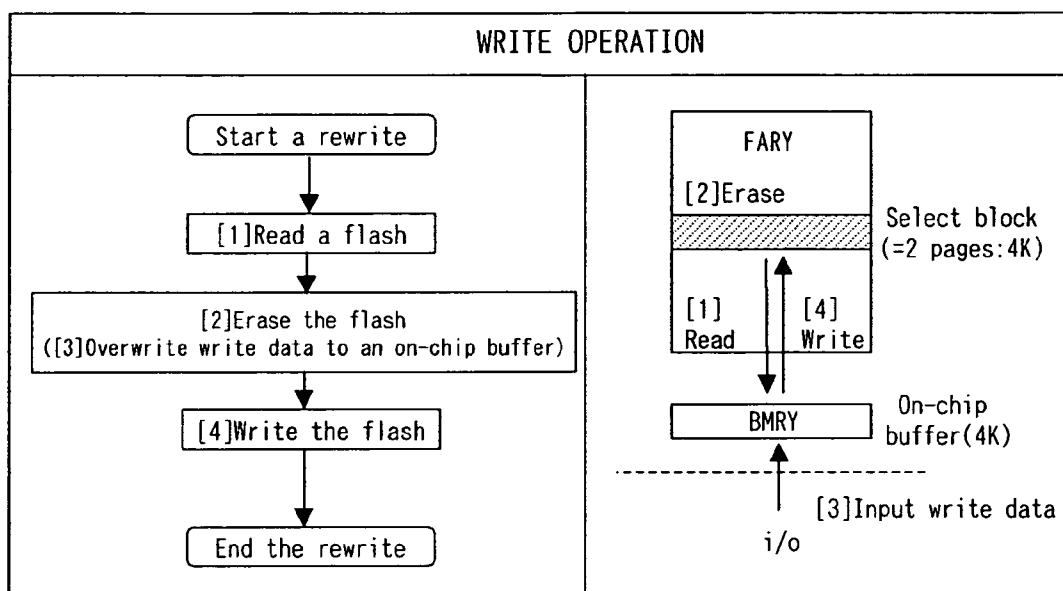 WRITE OPERATION
Start a rewrite
[1]Read a flash
[2]Erase the flash
([3]Overwrite write data to an on-chip buffer)
[4]Write the flash
End the rewrite
FARY
[2]Erase
Select block
(=2 pages:4K)
[1]
Read
[4]
Write
BMRY
On-chip
buffer(4K)
[3]Input write data
i/o